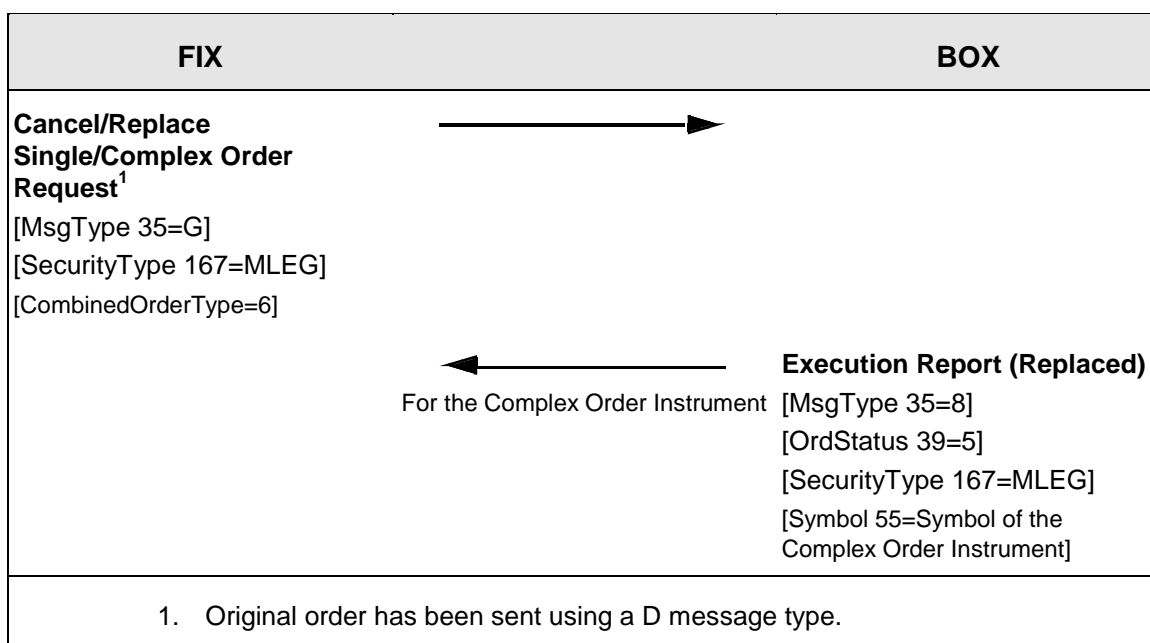 FIX
BOX
Cancel/Replace
Single/Complex Order
Request1
[MsgType 35=G]
[SecurityType 167=MLEG]
[CombinedOrderType=6]
Execution Report (Replaced)
For the Complex Order Instrument
[MsgType 35=8]
[OrdStatus 39=5]
[SecurityType 167=MLEG]
[Symbol 55=Symbol of the
Complex Order Instrument]
1. Original order has been sent using a D message type.